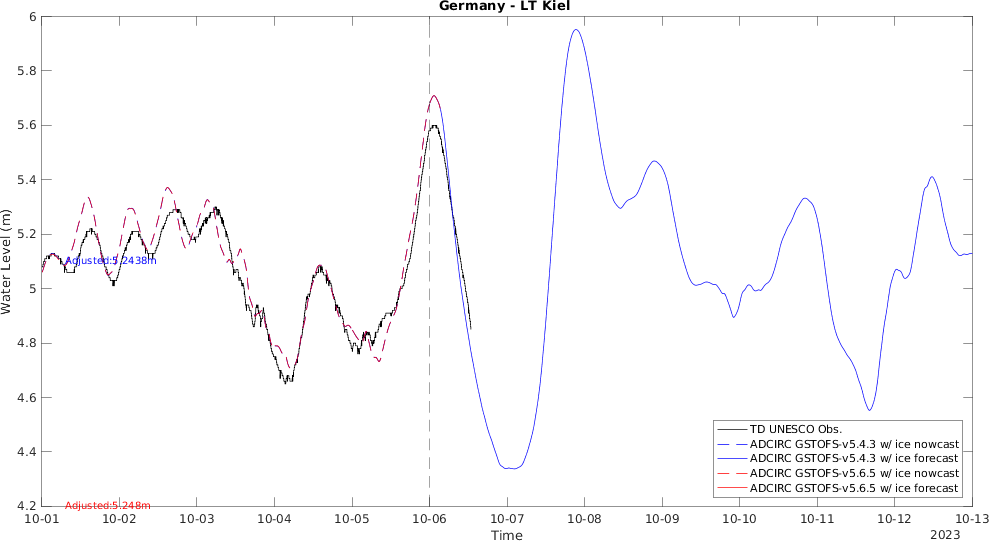 Germany - LT Kiel
6
5.8
5.6
5.4
5.2
5
4.8
4.6
4.4
4.2
Water Level (m)
Adjusted:5.2438m
Adjusted:5.248m
TD UNESCO Obs.
ADCIRC GSTOFS-v5.4.3 w/ ice nowcast
ADCIRC GSTOFS-v5.4.3 w/ ice forecast
ADCIRC GSTOFS-v5.6.5 w/ ice nowcast
ADCIRC GSTOFS-v5.6.5 w/ ice forecast
10-01 10-02 10-03 10-04 10-05 10-06 10-07 10-08 10-09 10-10 10-11 10-12 10-13
Time
2023